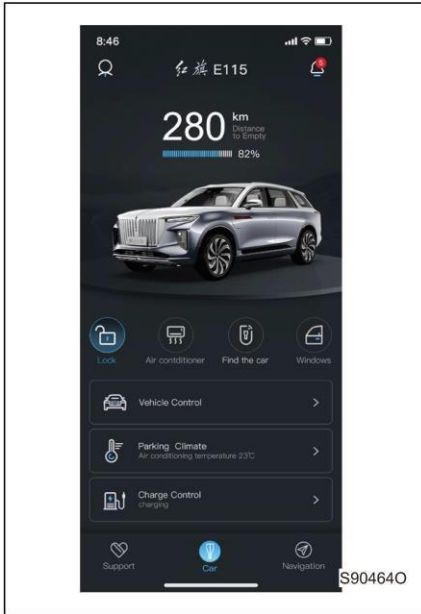 8:46
红旗 E115
280 km
Distance
to Empty
82%
Lock
Air contditioner
Find the car
Windows
Vehicle Control
Parking Climate
Air conditioning temperature 23℃
Charge Control
charging
Support
Car
Navigation
S90464O